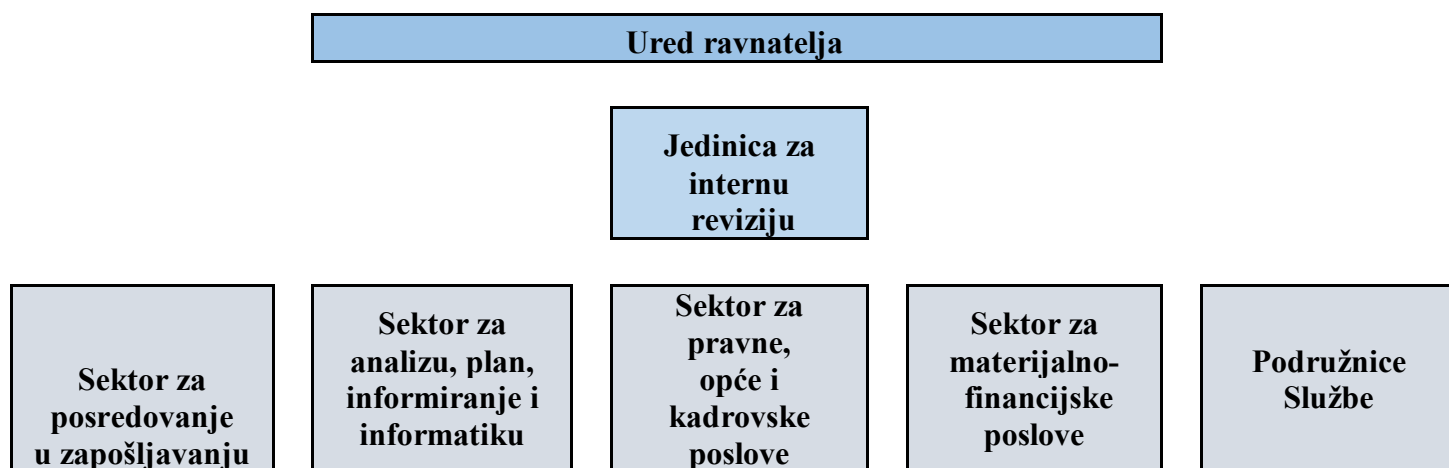 Ured ravnatelja
Jedinica za
internu
reviziju
Sektor za
posredovanje
u zapošljavanju
Sektor za
analizu, plan,
informiranje i
informatiku
Sektor za
pravne,
opće i
kadrovske
poslove
Sektor za
materijalno-
financijske
poslove
Podružnice
Službe